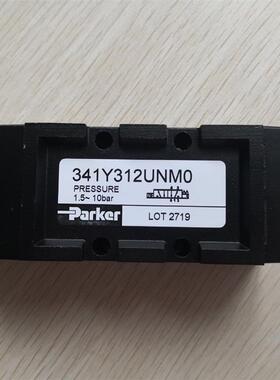 341Y312UNM0
PRESSURE
1.5~ 10bar
Parker
LOT 2719